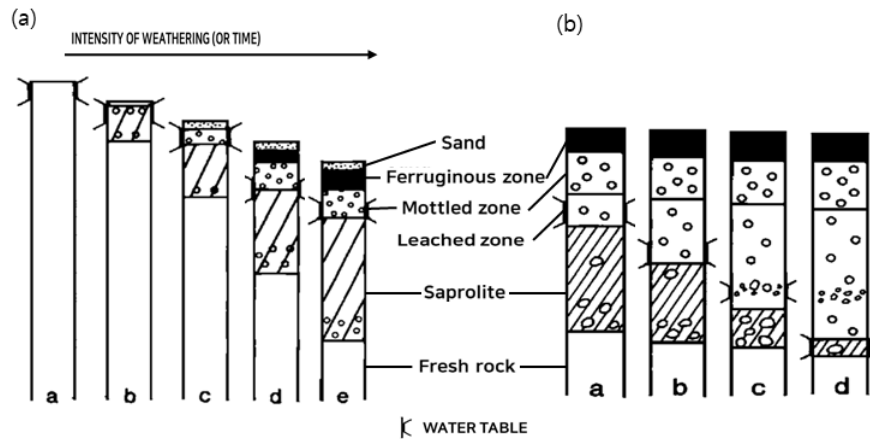 (a)
(b)
INTENSITY OF WEATHERING (OR TIME)
Sand
Ferruginous zone
Mottled zone
Leached zone
Saprolite
Fresh rock
a b c d e
a b c d
WATER TABLE